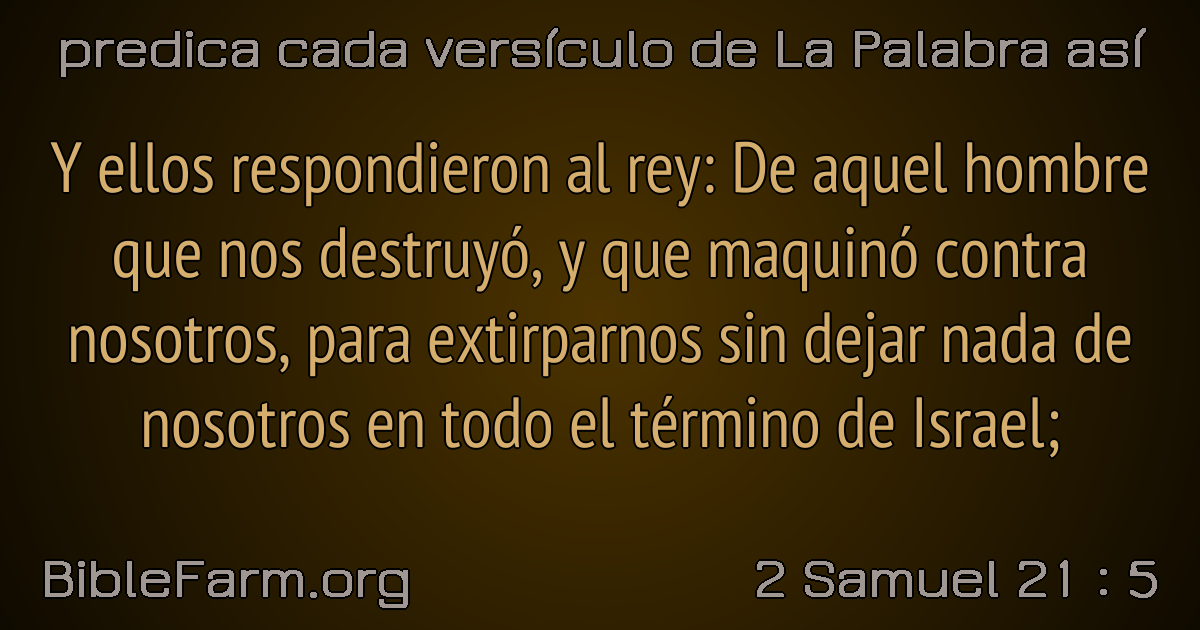 predica cada versículo de La Palabra así
Y ellos respondieron al rey: De aquel hombre
que nos destruyó, y que maquinó contra
nosotros, para extirparnos sin dejar nada de
nosotros en todo el término de Israel;
BibleFarm.org
2 Samuel 21 : 5